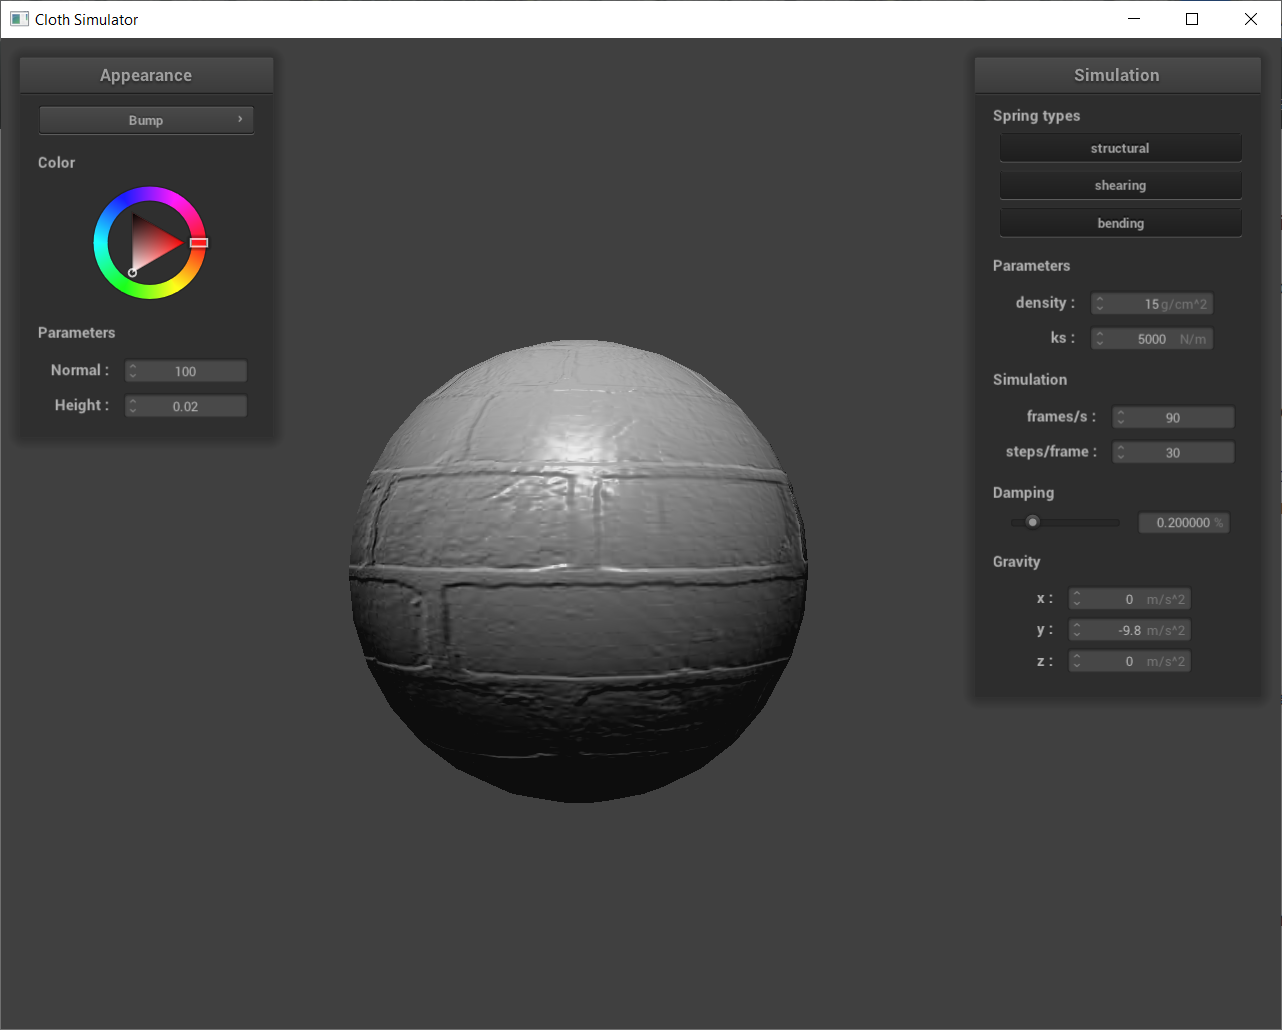 Cloth Simulator
Appearance
Bump
Color
Parameters
Normal : 100
Height : 0.02
Simulation
Spring types
structural
shearing
bending
Parameters
density : 15 g/cm^2
ks : 5000 N/m
Simulation
frames/s : 90
steps/frame : 30
Damping
0.200000 %
Gravity
x : 0 m/s^2
y : -9.8 m/s^2
z : 0 m/s^2